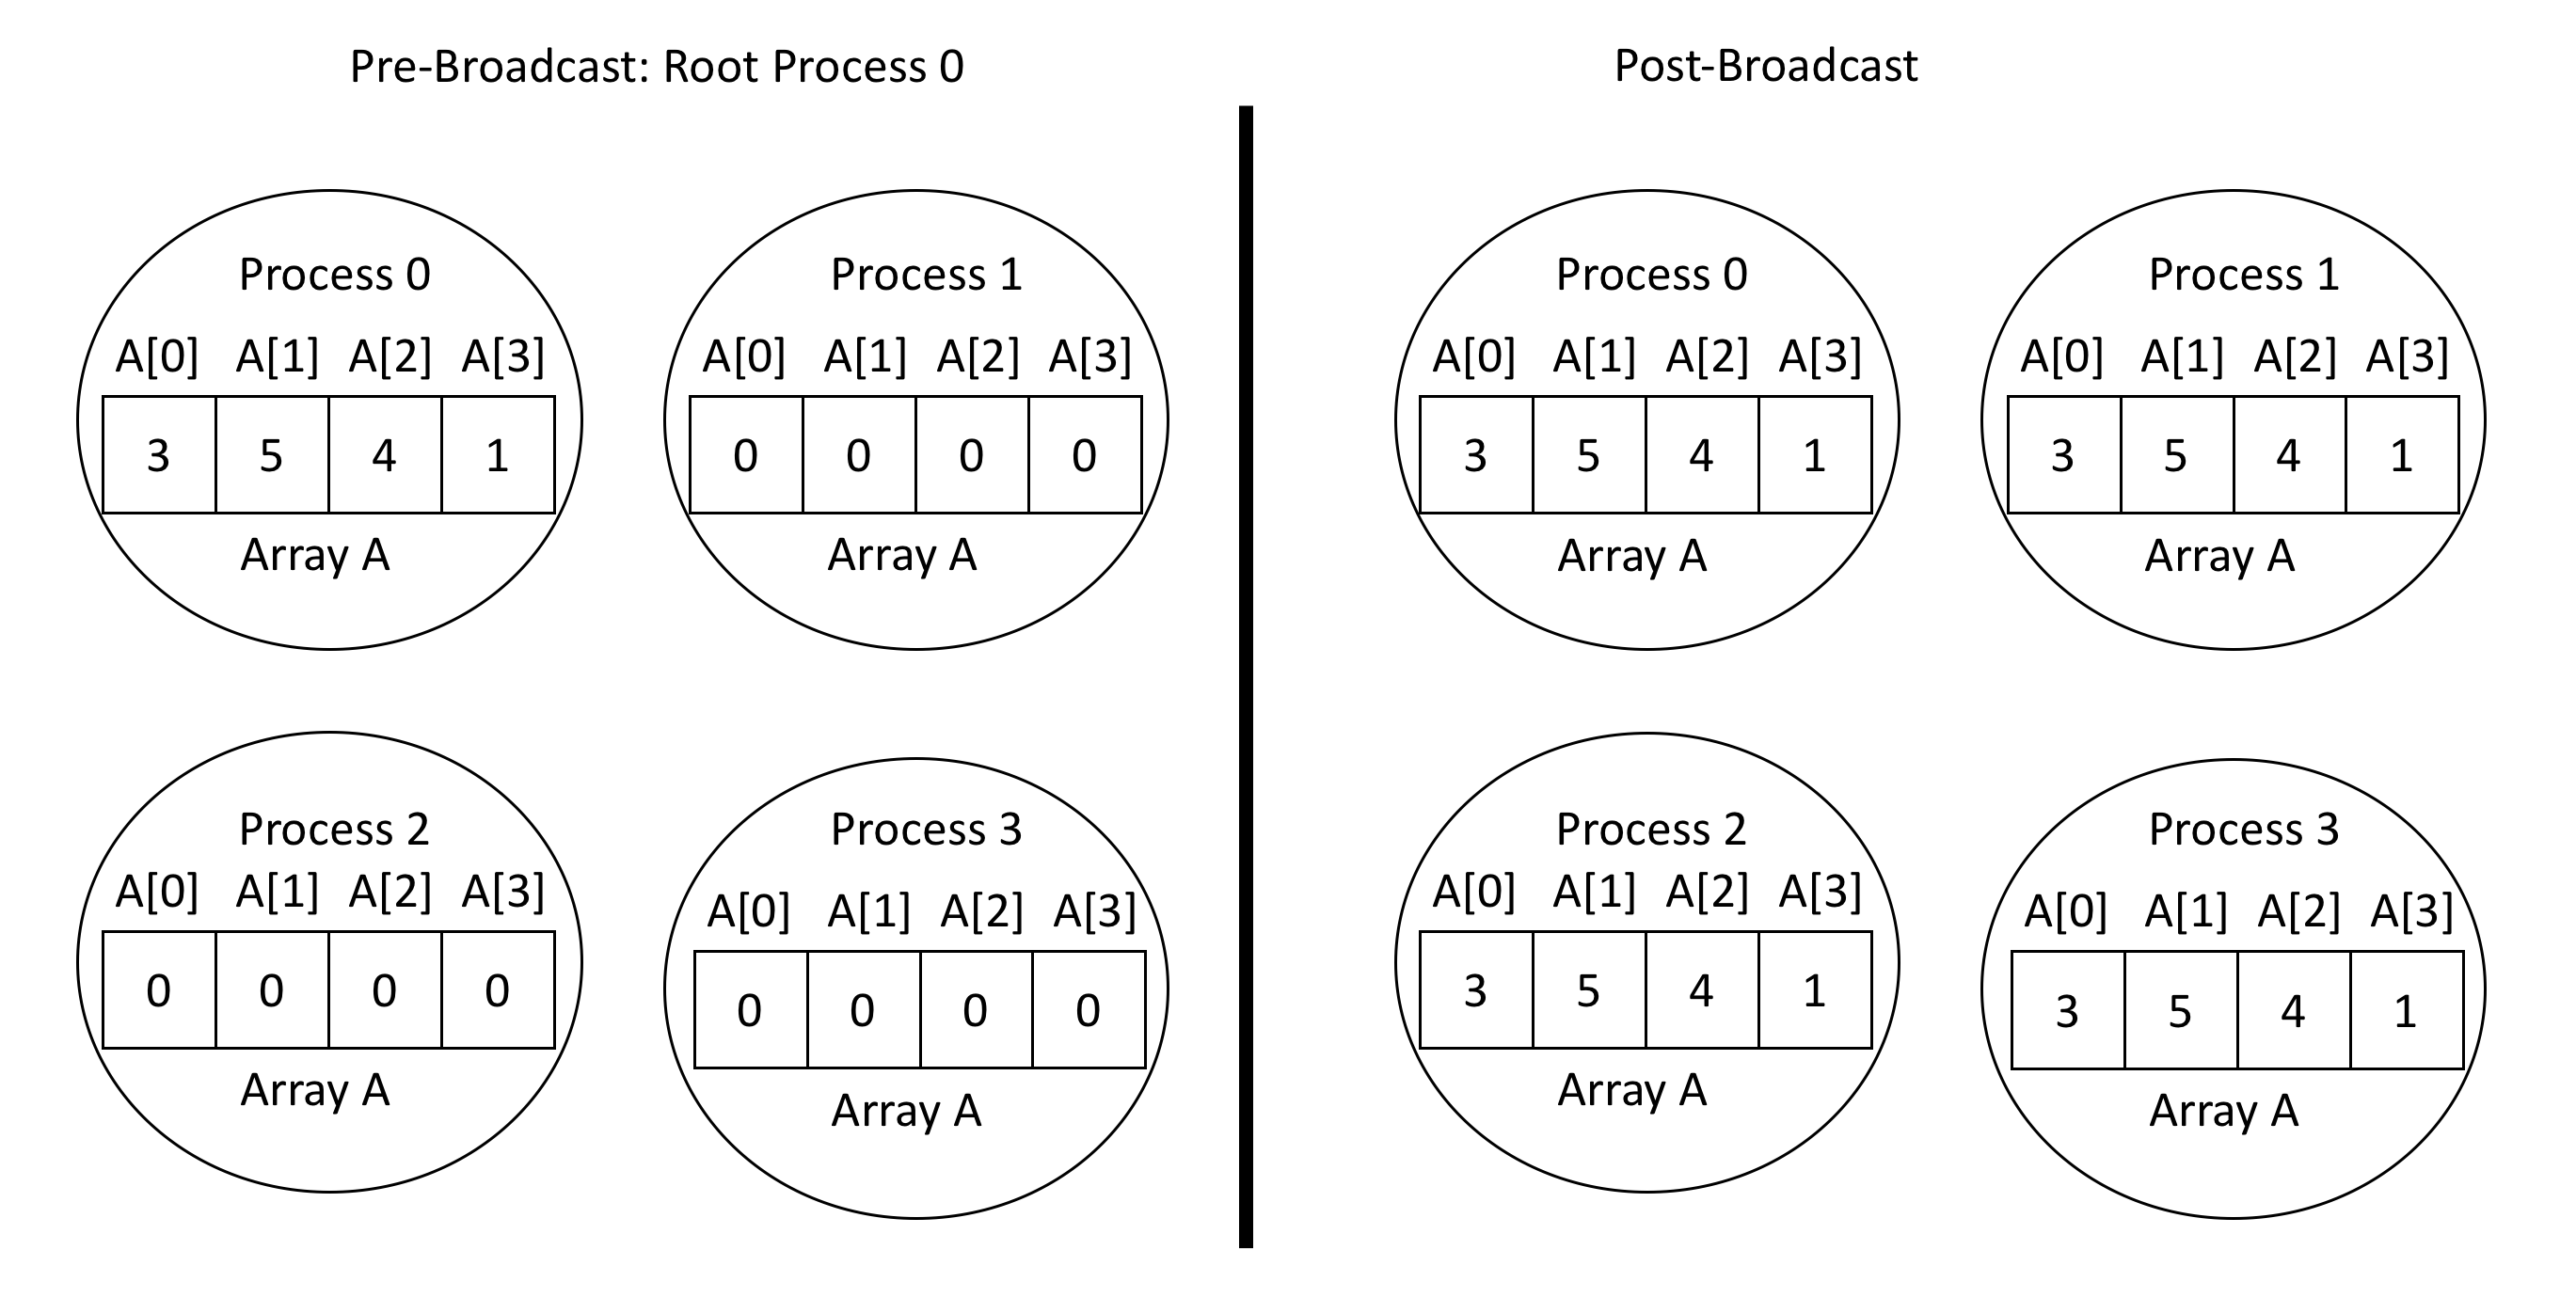 Pre-Broadcast: Root Process 0
Process 0
A[0] A[1] A[2] A[3]
3 5 4 1
Array A
Process 1
A[0] A[1] A[2] A[3]
0 0 0 0
Array A
Process 2
A[0] A[1] A[2] A[3]
0 0 0 0
Array A
Process 3
A[0] A[1] A[2] A[3]
0 0 0 0
Array A
Post-Broadcast
Process 0
A[0] A[1] A[2] A[3]
3 5 4 1
Array A
Process 1
A[0] A[1] A[2] A[3]
3 5 4 1
Array A
Process 2
A[0] A[1] A[2] A[3]
3 5 4 1
Array A
Process 3
A[0] A[1] A[2] A[3]
3 5 4 1
Array A